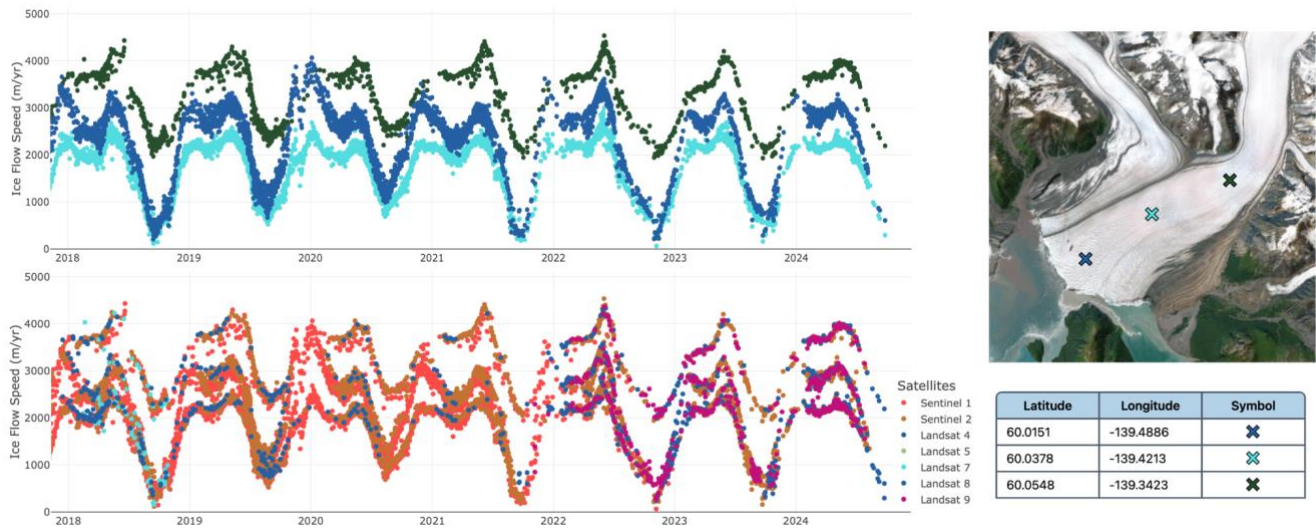 Ice Flow Speed (m/yr)
5000
4000
3000
2000
1000
0
2018 2019 2020 2021 2022 2023 2024
Ice Flow Speed (m/yr)
5000
4000
3000
2000
1000
0
2018 2019 2020 2021 2022 2023 2024
Satellites
Sentinel 1
Sentinel 2
Landsat 4
Landsat 5
Landsat 7
Landsat 8
Landsat 9
Latitude Longitude Symbol
60.0151 -139.4886
60.0378 -139.4213
60.0548 -139.3423